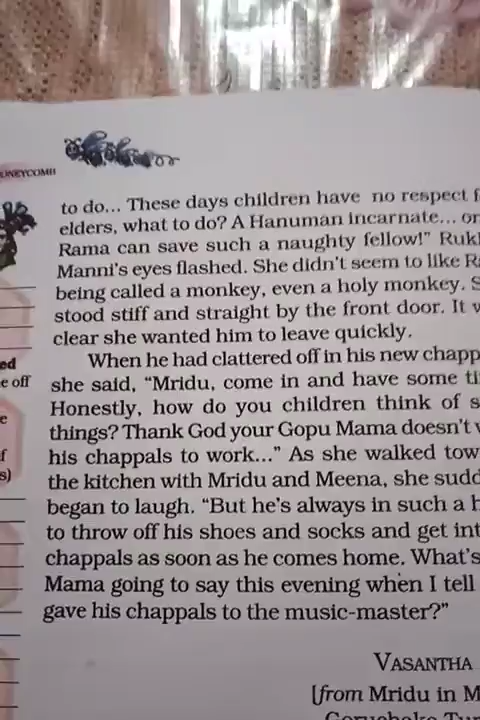 HONEYCOMB
to do... These days children have no respect
elders, what to do? A Hanuman incarnate...
Rama can save such a naughty fellow!"
Manni's eyes flashed. She didn't seem to like
being called a monkey, even a holy monkey.
stood stiff and straight by the front door. It
clear she wanted him to leave quickly.
When he had clattered off in his new
she said, "Mridu, come in and have some
Honestly, how do you children think of
things? Thank God your Gopu Mama doesn't
his chappals to work..." As she walked
the kitchen with Mridu and Meena, she
began to laugh. "But he's always in such a
to throw off his shoes and socks and get
chappals as soon as he comes home. What's
Mama going to say this evening when I tell
gave his chappals to the music-master?"
VASANTHA
[from Mridu in